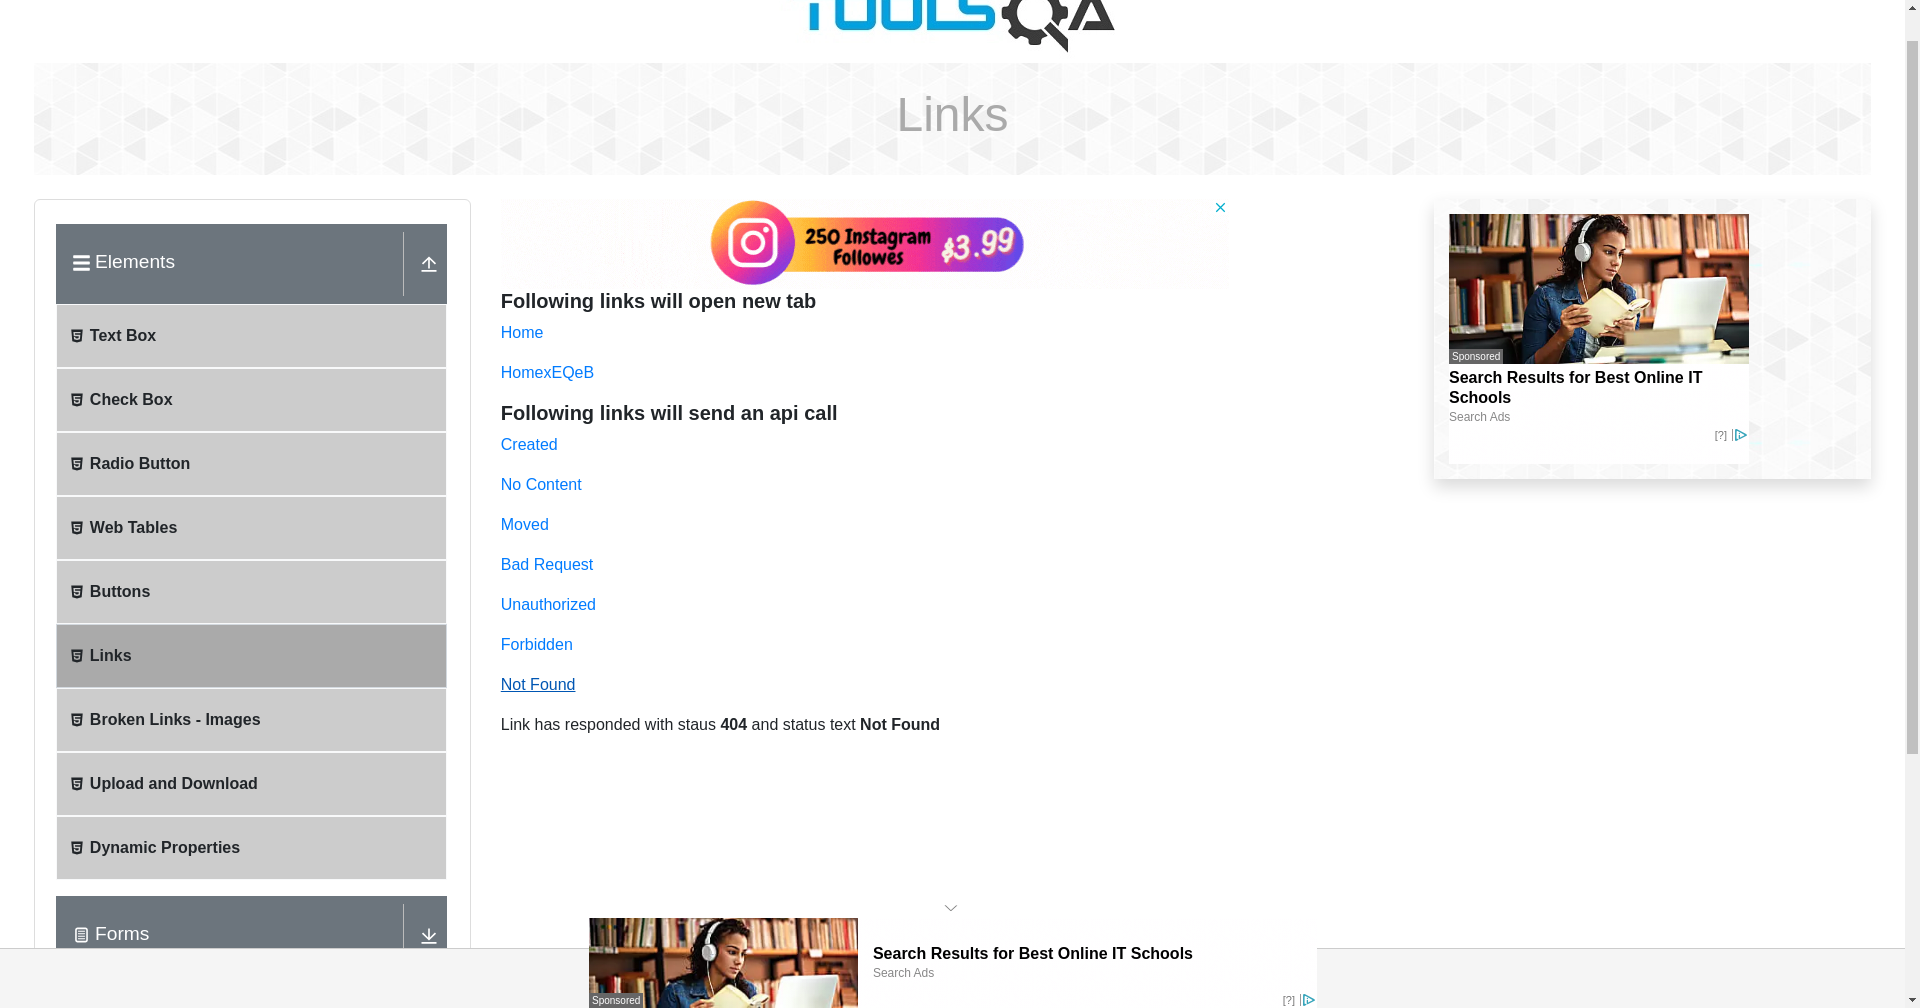 TOOLSQA
Links
Elements
Text Box
Check Box
Radio Button
Web Tables
Buttons
Links
Broken Links - Images
Upload and Download
Dynamic Properties
Forms
250 Instagram
Followes
$3.99
Following links will open new tab
Home
HomexEQeB
Following links will send an api call
Created
No Content
Moved
Bad Request
Unauthorized
Forbidden
Not Found
Link has responded with staus 404 and status text Not Found
Sponsored
Search Results for Best Online IT
Schools
Search Ads
[?]
Sponsored
Search Results for Best Online IT Schools
Search Ads
[?]